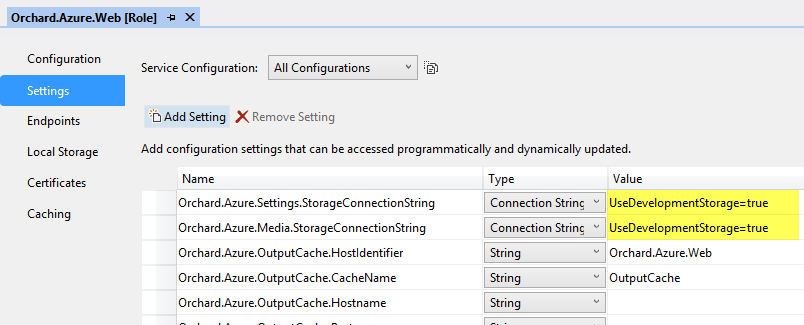 Orchard.Azure.Web [Role]
Configuration
Settings
Endpoints
Local Storage
Certificates
Caching
Service Configuration: All Configurations
Add Setting Remove Setting
Add configuration settings that can be accessed programmatically and dynamically updated.
Name Type Value
Orchard.Azure.Settings.StorageConnectionString Connection String UseDevelopmentStorage=true
Orchard.Azure.Media.StorageConnectionString Connection String UseDevelopmentStorage=true
Orchard.Azure.OutputCache.HostIdentifier String Orchard.Azure.Web
Orchard.Azure.OutputCache.CacheName String OutputCache
Orchard.Azure.OutputCache.Hostname String